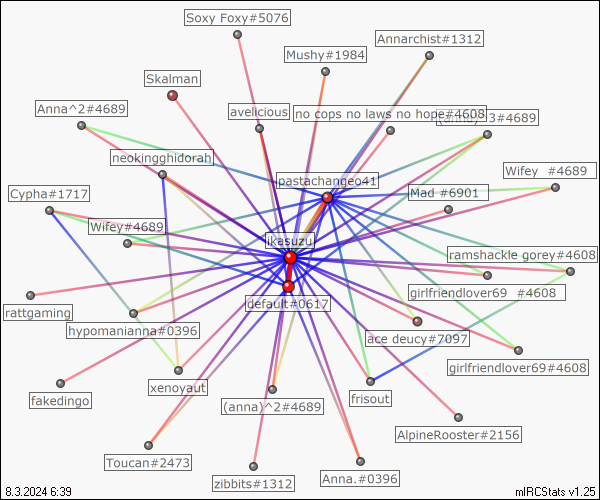 Soxy Foxy#5076
Annarchist#1312
Mushy#1984
Skalman
Anna^2#4689
avelicious
no cops no laws no hope#4608
3#4689
neokingghidorah
Wifey #4689
pastachangeo41
Cypha#1717
Mad #6901
Wifey#4689
ikasuzu
ramshackle gorey#4608
girlfriendlover69 #4608
default#0617
rattgaming
hypomanianna#0396
ace deucy#7097
girlfriendlover69#4608
xenoyaut
fakedingo
frisout
(anna)^2#4689
AlpineRooster#2156
Toucan#2473
Anna.#0396
zibbits#1312
8.3.2024 6:39
mIRCStats v1.25